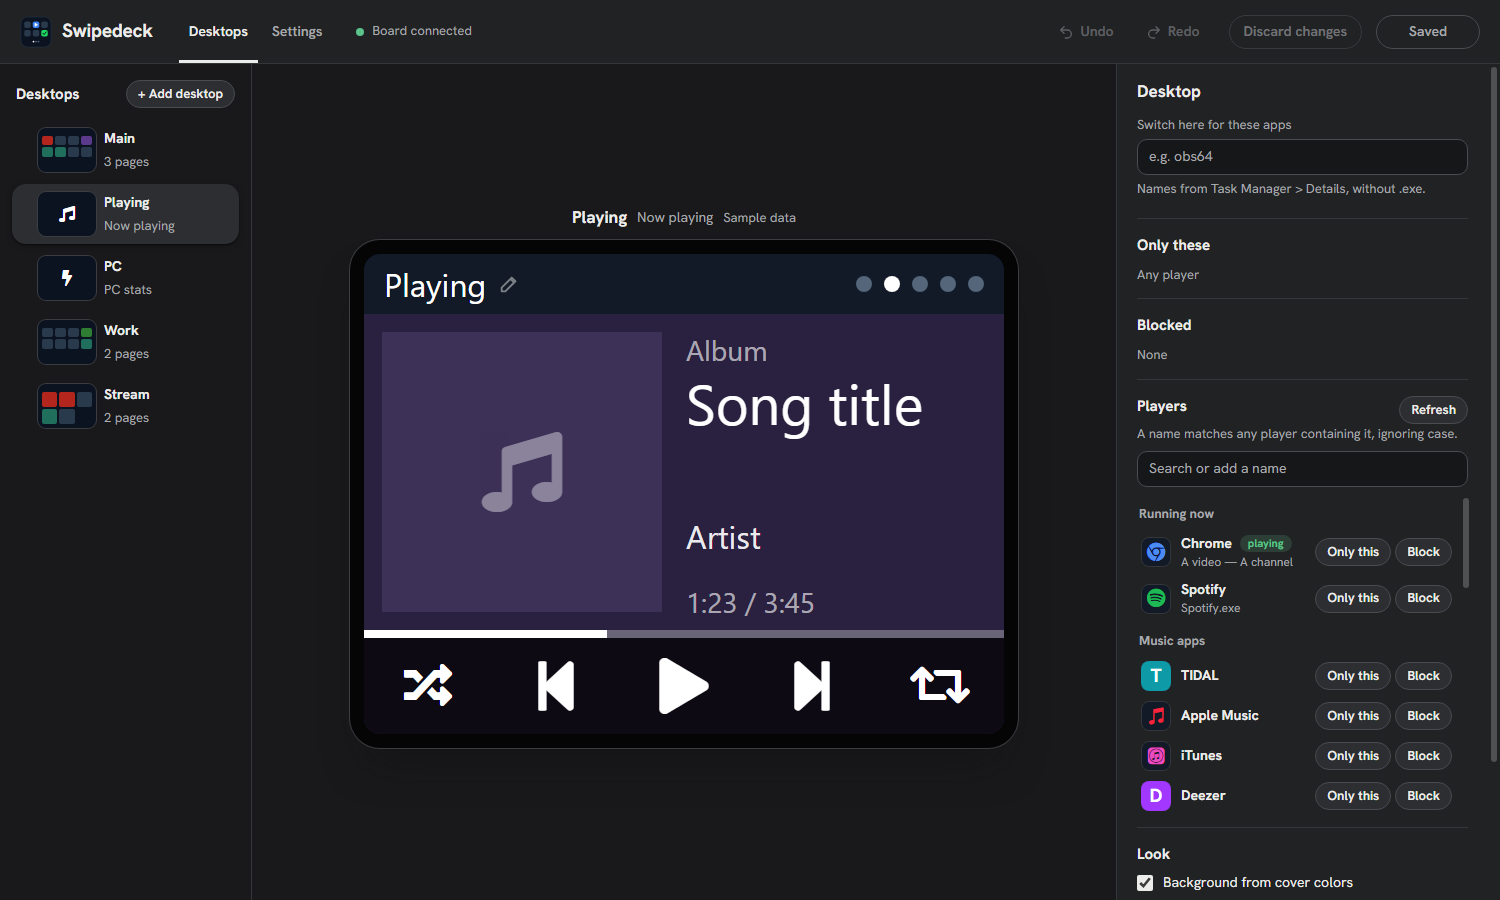 Swipedeck
Desktops
Settings
Board connected
Undo
Redo
Discard changes
Saved
Desktops
+ Add desktop
Main
3 pages
Playing
Now playing
PC
PC stats
Work
2 pages
Stream
2 pages
Playing Now playing Sample data
Playing
Album
Song title
Artist
1:23 / 3:45
Desktop
Switch here for these apps
e.g. obs64
Names from Task Manager > Details, without .exe.
Only these
Any player
Blocked
None
Players
Refresh
A name matches any player containing it, ignoring case.
Search or add a name
Running now
Chrome playing
A video — A channel
Only this Block
Spotify
Spotify.exe
Only this Block
Music apps
T TIDAL Only this Block
Apple Music Only this Block
iTunes Only this Block
D Deezer Only this Block
Look
Background from cover colors